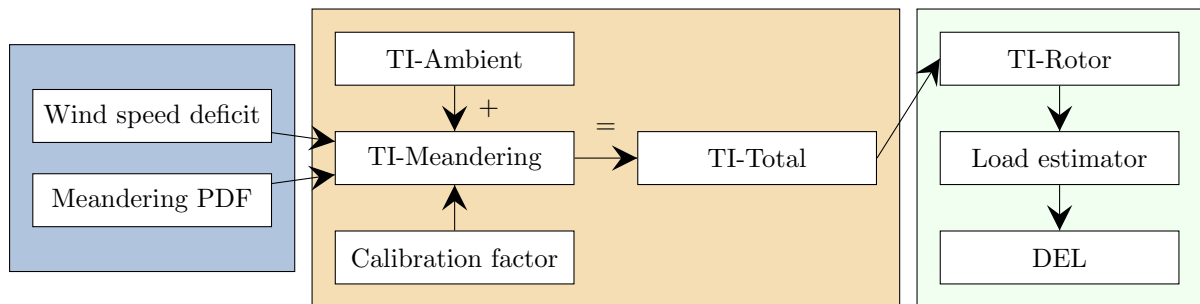 Wind speed deficit
Meandering PDF
TI-Ambient
+
TI-Meandering
Calibration factor
=
TI-Total
TI-Rotor
Load estimator
DEL